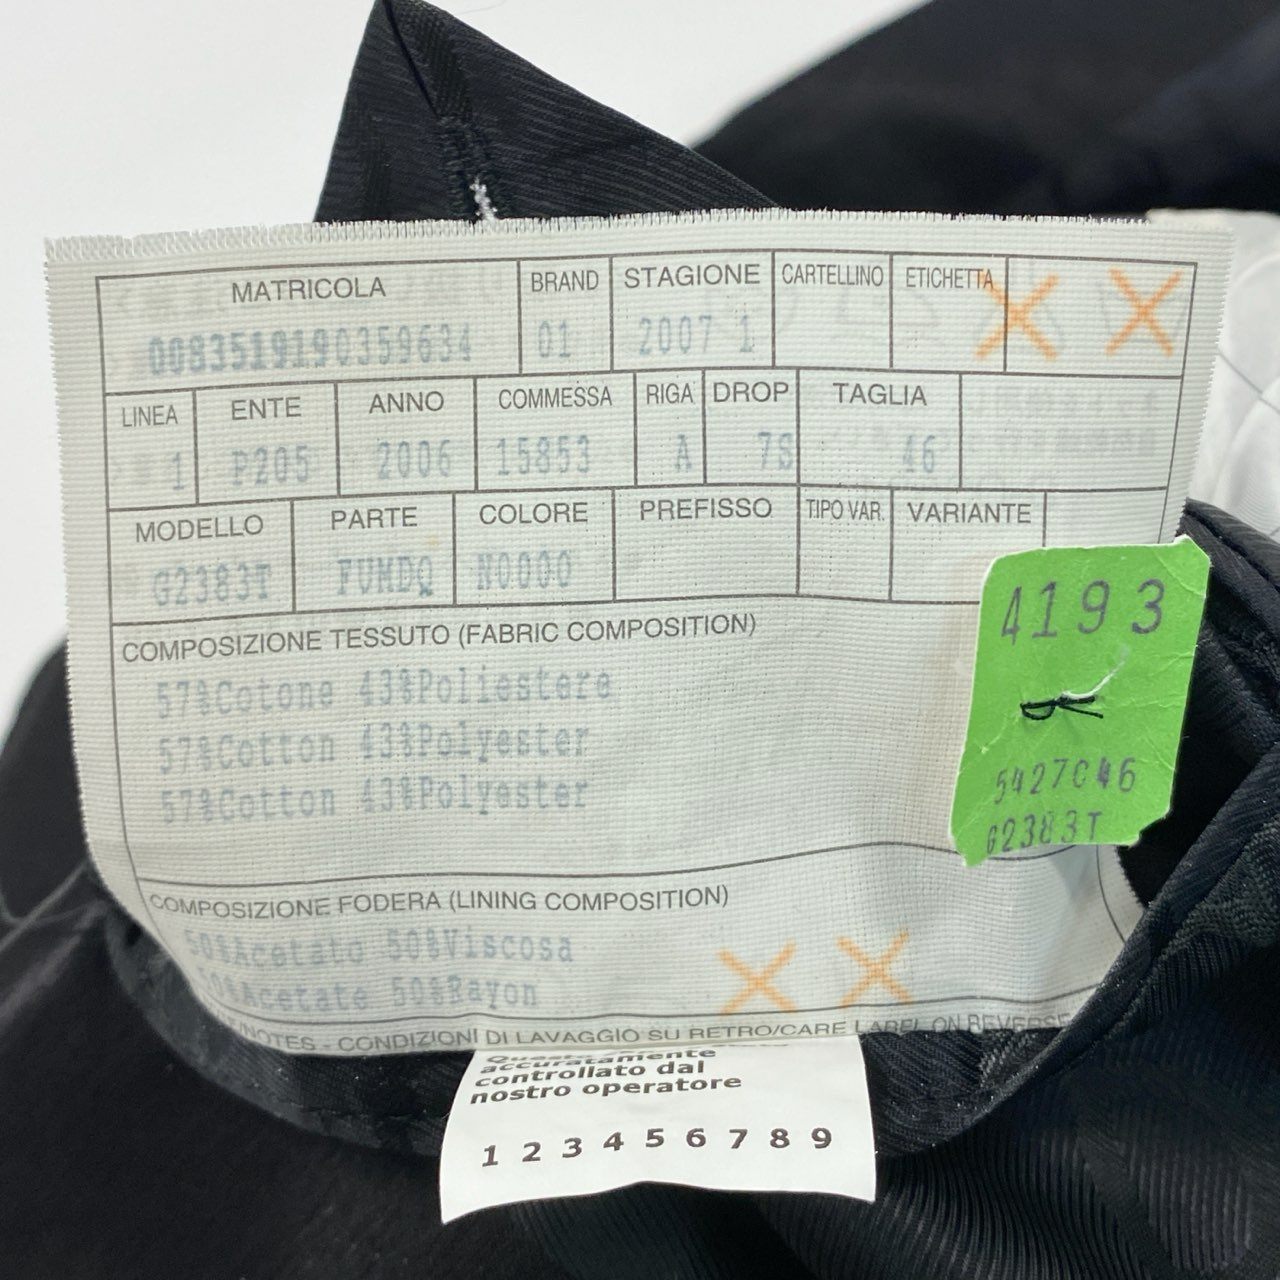 MATRICOLA BRAND STAGIONE CARTELLINO ETICHETTA
0083519190359634 01 2007 1
LINEA ENTE ANNO COMMESSA RIGA DROP TAGLIA
1 P205 2006 15853 A 7S 46
MODELLO PARTE COLORE PREFISSO TIPO VAR. VARIANTE
G2383T FUMDQ N0000
COMPOSIZIONE TESSUTO (FABRIC COMPOSITION)
57%Cotone 43%Poliestere
57%Cotton 43%Polyester
57%Cotton 43%Polyester
COMPOSIZIONE FODERA (LINING COMPOSITION)
50%Acetato 50%Viscosa
50%Acetate 50%Rayon
/NOTES - CONDIZIONI DI LAVAGGIO SU RETRO/CARE LABEL ON REVERSE
4193
5427C46
G2383T
accuratamente
controllato dal
nostro operatore
1 2 3 4 5 6 7 8 9